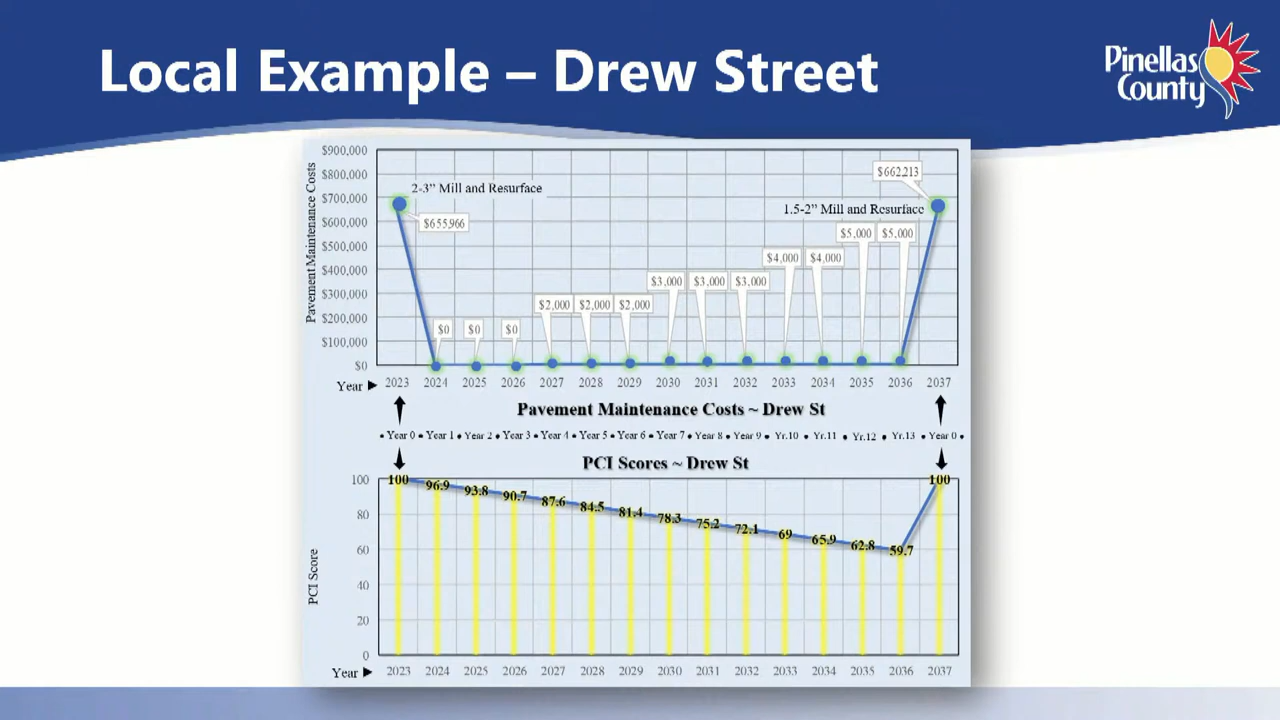 Local Example – Drew Street
Pinellas
County
$900,000
$800,000
$700,000
$600,000
$500,000
$400,000
$300,000
$200,000
$100,000
$0
Pavement Maintenance Costs
2-3” Mill and Resurface
$655,966
$0
$0
$0
$2,000
$2,000
$2,000
$3,000
$3,000
$3,000
$4,000
$4,000
$5,000
$5,000
$662,213
1.5-2” Mill and Resurface
Year ► 2023 2024 2025 2026 2027 2028 2029 2030 2031 2032 2033 2034 2035 2036 2037
Pavement Maintenance Costs ~ Drew St
• Year 0 • Year 1 • Year 2 • Year 3 • Year 4 • Year 5 • Year 6 • Year 7 • Year 8 • Year 9 • Yr.10 • Yr.11 • Yr.12 • Yr.13 • Year 0 •
PCI Scores ~ Drew St
100
80
60
40
20
0
PCI Score
100 96.9 93.8 90.7 87.6 84.5 81.4 78.3 75.2 72.1 69 65.9 62.8 59.7 100
Year ► 2023 2024 2025 2026 2027 2028 2029 2030 2031 2032 2033 2034 2035 2036 2037